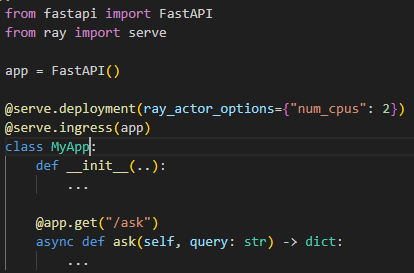 from fastapi import FastAPI
from ray import serve

app = FastAPI()

@serve.deployment(ray_actor_options={"num_cpus": 2})
@serve.ingress(app)
class MyApp:
    def __init__(..):
        ...

    @app.get("/ask")
    async def ask(self, query: str) -> dict:
        ...